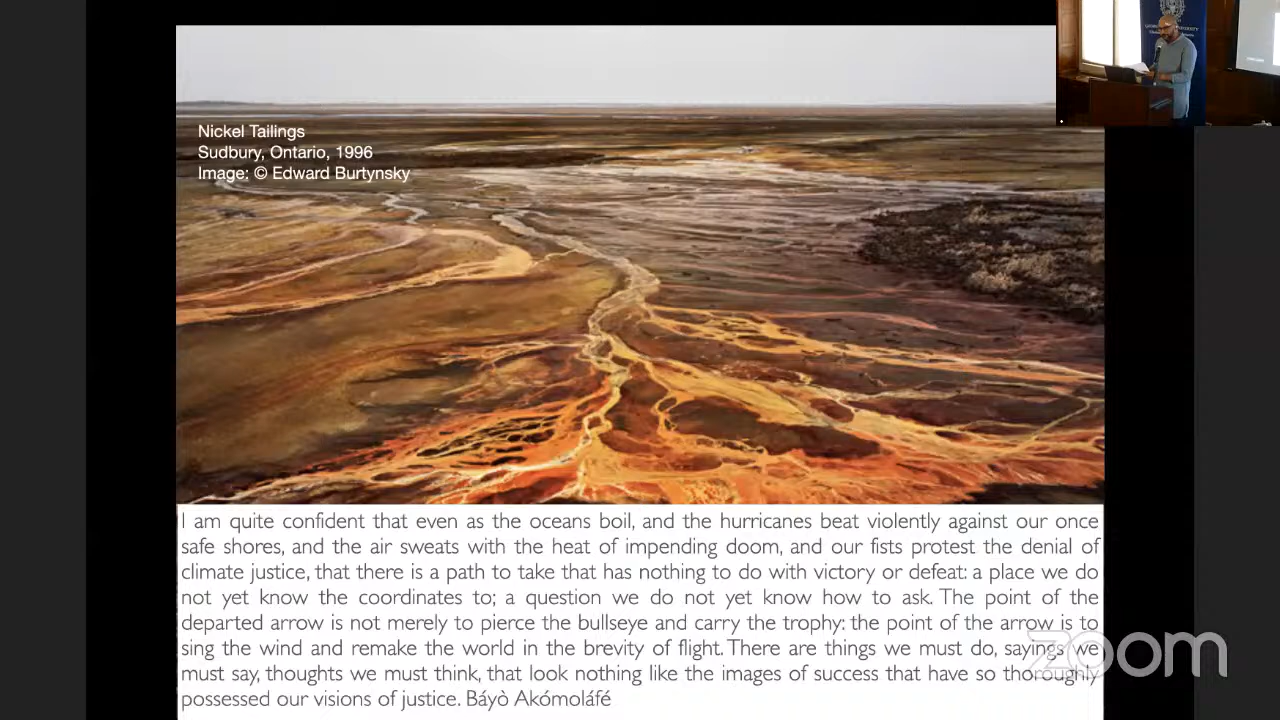 Nickel Tailings
Sudbury, Ontario, 1996
Image: © Edward Burtynsky
I am quite confident that even as the oceans boil, and the hurricanes beat violently against our once
safe shores, and the air sweats with the heat of impending doom, and our fists protest the denial of
climate justice, that there is a path to take that has nothing to do with victory or defeat: a place we do
not yet know the coordinates to; a question we do not yet know how to ask. The point of the
departed arrow is not merely to pierce the bullseye and carry the trophy: the point of the arrow is to
sing the wind and remake the world in the brevity of flight. There are things we must do, sayings we
must say, thoughts we must think, that look nothing like the images of success that have so thoroughly
possessed our visions of justice. Báyò Akómoláfé
zoom